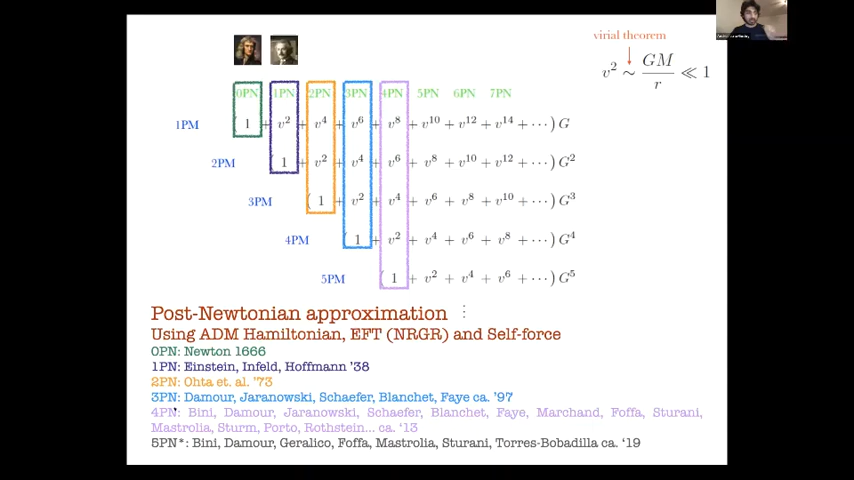 virial theorem
v² ~ GM/r ≪ 1
0PN 1PN 2PN 3PN 4PN 5PN 6PN 7PN
1PM ( 1 + v² + v⁴ + v⁶ + v⁸ + v¹⁰ + v¹² + v¹⁴ + ··· ) G
2PM ( 1 + v² + v⁴ + v⁶ + v⁸ + v¹⁰ + v¹² + ··· ) G²
3PM ( 1 + v² + v⁴ + v⁶ + v⁸ + v¹⁰ + ··· ) G³
4PM ( 1 + v² + v⁴ + v⁶ + v⁸ + ··· ) G⁴
5PM ( 1 + v² + v⁴ + v⁶ + ··· ) G⁵
Post-Newtonian approximation ⋮
Using ADM Hamiltonian, EFT (NRGR) and Self-force
0PN: Newton 1666
1PN: Einstein, Infeld, Hoffmann '38
2PN: Ohta et. al. '73
3PN: Damour, Jaranowski, Schaefer, Blanchet, Faye ca. '97
4PN: Bini, Damour, Jaranowski, Schaefer, Blanchet, Faye, Marchand, Foffa, Sturani,
Mastrolia, Sturm, Porto, Rothstein... ca. '13
5PN*: Bini, Damour, Geralico, Foffa, Mastrolia, Sturani, Torres-Bobadilla ca. '19